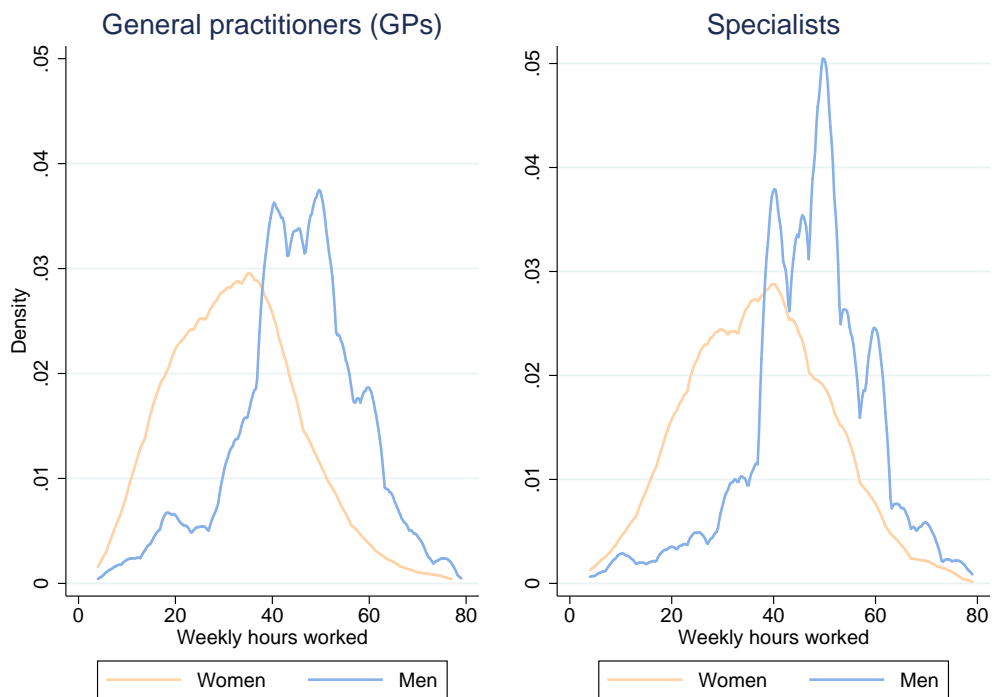 General practitioners (GPs)
Density
.05
.04
.03
.02
.01
0
0 20 40 60 80
Weekly hours worked
Women Men
Specialists
.05
.04
.03
.02
.01
0
0 20 40 60 80
Weekly hours worked
Women Men